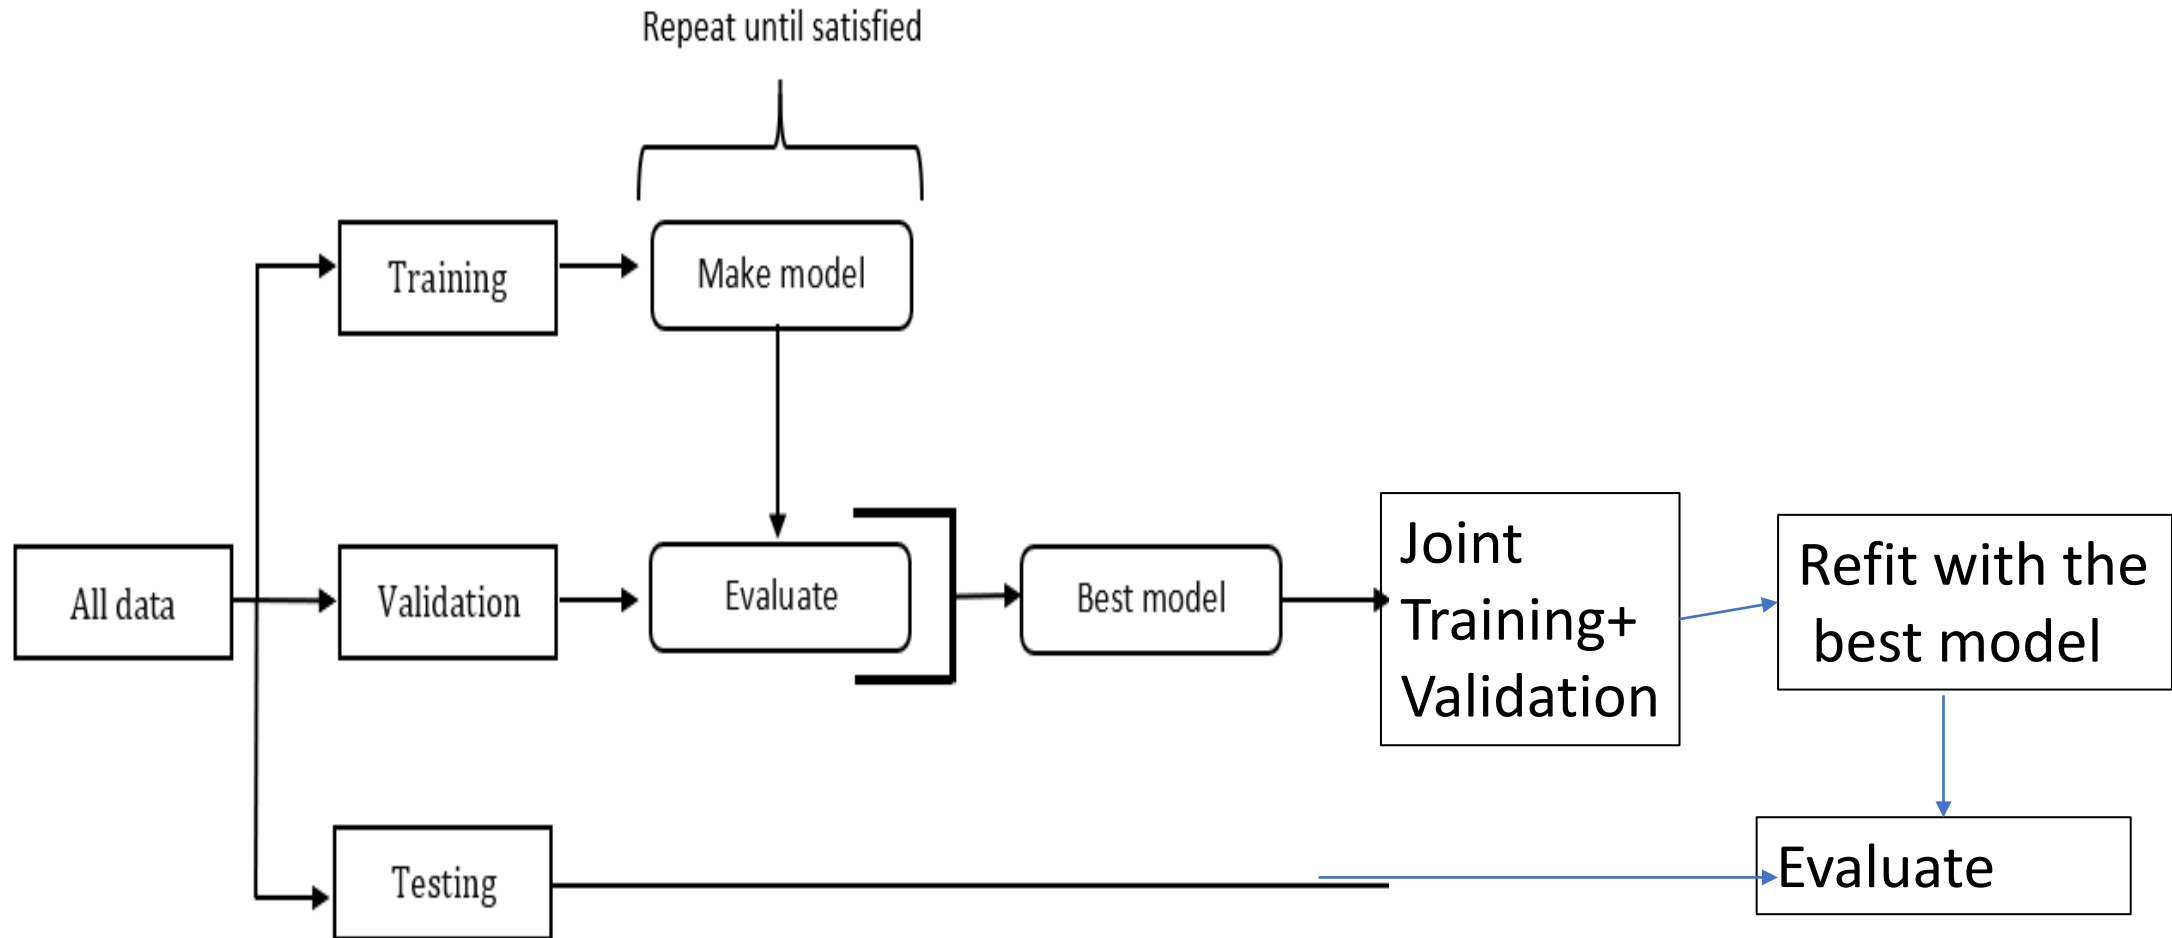 Repeat until satisfied
Training
Make model
All data
Validation
Evaluate
Best model
Joint
Training+
Validation
Refit with the
best model
Testing
Evaluate